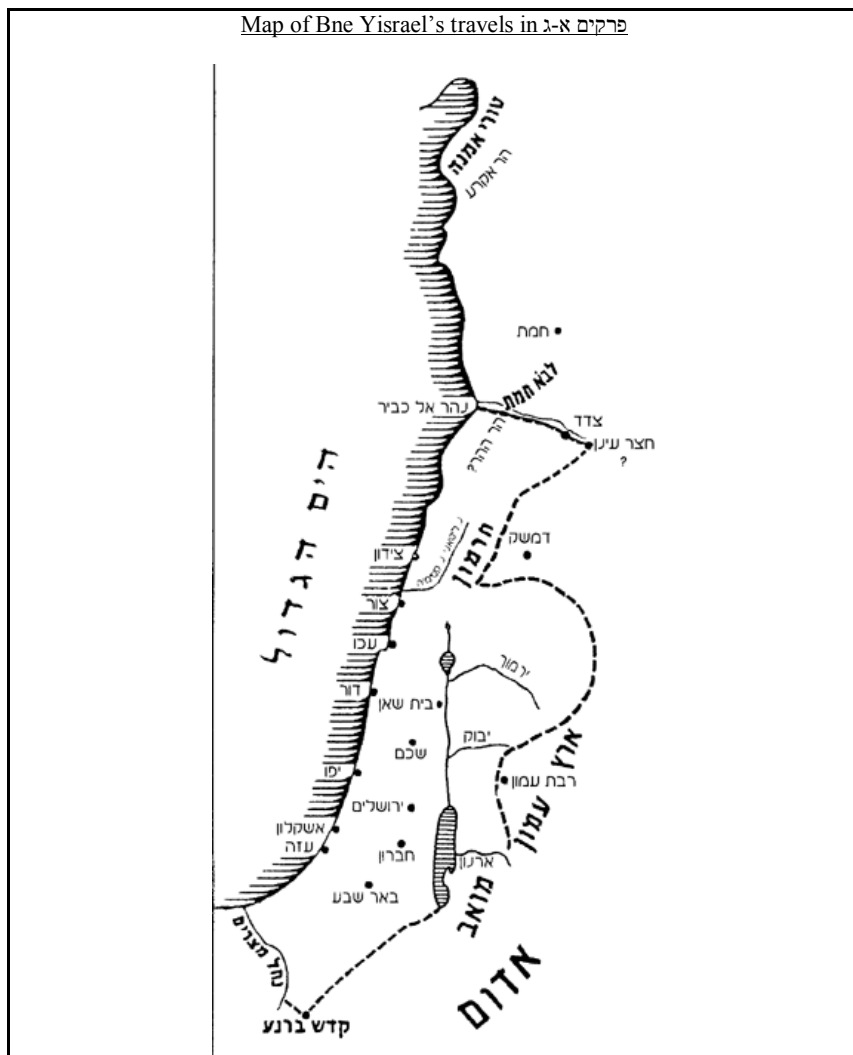 Map of Bne Yisrael's travels in פרקים א-ג
טורי אמנה
הר אקרע
חמת
לבא חמת
נהר אל כביר
צדד
חצר עינן
?
הר ההר?
הים הגדול
חרמון
דמשק
צידון
צור
עכו
ירמוך
דור
בית שאן
יבוק
שכם
ארץ עמון
יפו
רבת עמון
ירושלים
אשקלון
עזה
חברון
ארנון
מואב
באר שבע
נחל מצרים
אדום
קדש ברנע